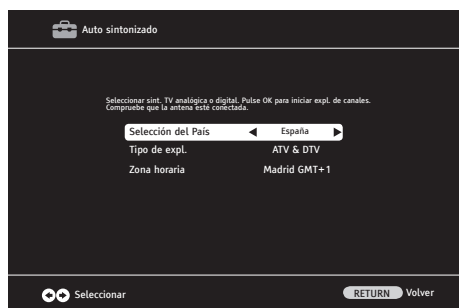 Auto sintonizado
Seleccionar sint. TV analógica o digital. Pulse OK para iniciar expl. de canales.
Compruebe que la antena esté conectada.
Selección del País España
Tipo de expl. ATV & DTV
Zona horaria Madrid GMT+1
Seleccionar RETURN Volver